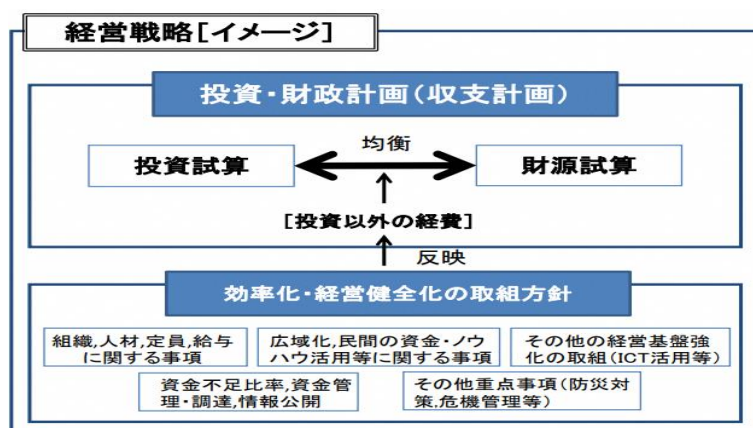 経営戦略[イメージ]
投資・財政計画(収支計画)
均衡
投資試算
財源試算
[投資以外の経費]
反映
効率化・経営健全化の取組方針
組織,人材,定員,給与
に関する事項
広域化,民間の資金・ノウ
ハウ活用等に関する事項
その他の経営基盤強
化の取組(ICT活用等)
資金不足比率,資金管
理・調達,情報公開
その他重点事項(防災対
策,危機管理等)